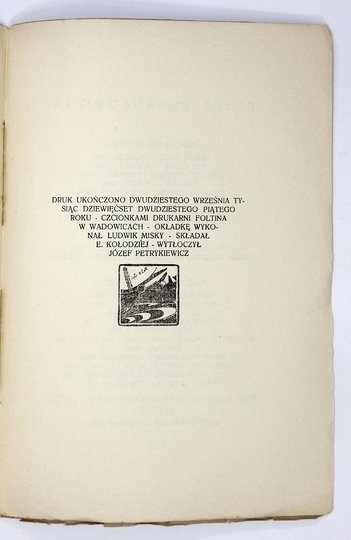 DRUK UKOŃCZONO DWUDZIESTEGO WRZEŚNIA TY-
SIĄC DZIEWIĘĆSET DWUDZIESTEGO PIĄTEGO
ROKU - CZCIONKAMI DRUKARNI FOLTINA
W WADOWICACH - OKŁADKĘ WYKO-
NAŁ LUDWIK MISKY - SKŁADAŁ
E. KOŁODZIÉJ - WYTŁOCZYŁ
JÓZEF PETRYKIEWICZ